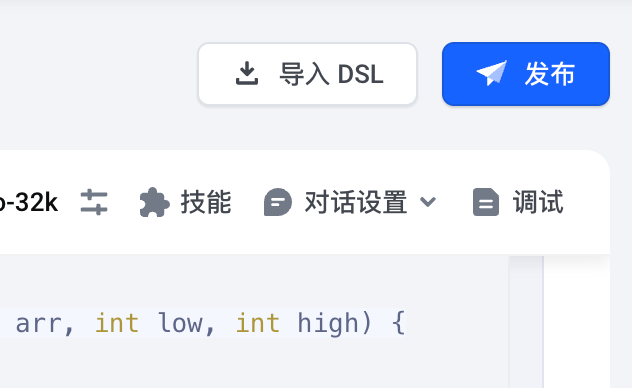 导入 DSL 发布
-32k 技能 对话设置 调试
arr, int low, int high) {